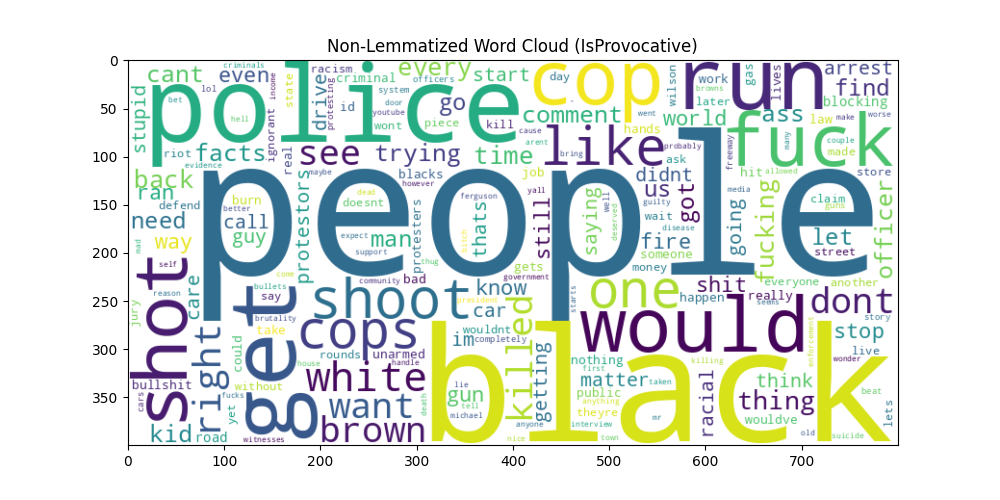 Non-Lemmatized Word Cloud (IsProvocative)
0
50
100
150
200
250
300
350
0 100 200 300 400 500 600 700
people
black
police
cop
run
fuck
like
would
get
shot
shoot
cops
one
white
brown
dont
want
killed
right
thing
see
facts
cant
even
every
start
racism
criminal
officers
drive
id
go
system
door
youtube
wont
piece
kill
cause
comment
day
went
world
wilson
work
browns
later
gas
lives
arrest
find
blocking
ass
law
make
worse
couple
made
many
store
hit
allowed
freeway
stupid
criminals
lol
bet
hell
state
income
ignorant
protesting
riot
evidence
real
trying
time
arent
bring
hands
probably
ask
didnt
us
got
job
yall
guilty
wait
disease
media
going
fucking
claim
guns
let
street
officer
back
ran
defend
need
way
burn
call
guy
mad
self
care
reason
jury
protestors
maybe
blacks
however
dead
doesnt
expect
man
support
protesters
thug
ferguson
thats
bitch
still
saying
well
deserved
fire
someone
money
gets
government
community
bad
know
president
car
come
bullets
say
brutality
take
could
without
shit
happen
really
seems
everyone
another
story
stop
live
wonder
enforcement
beat
lets
suicide
old
im
wouldnt
completely
rounds
unarmed
handle
house
starts
getting
nothing
first
matter
taken
public
anything
theyre
interview
mr
town
killing
racial
think
wouldve
bullshit
cars
kid
road
yet
fucks
witnesses
death
lie
gun
tell
michael
anyone
nice